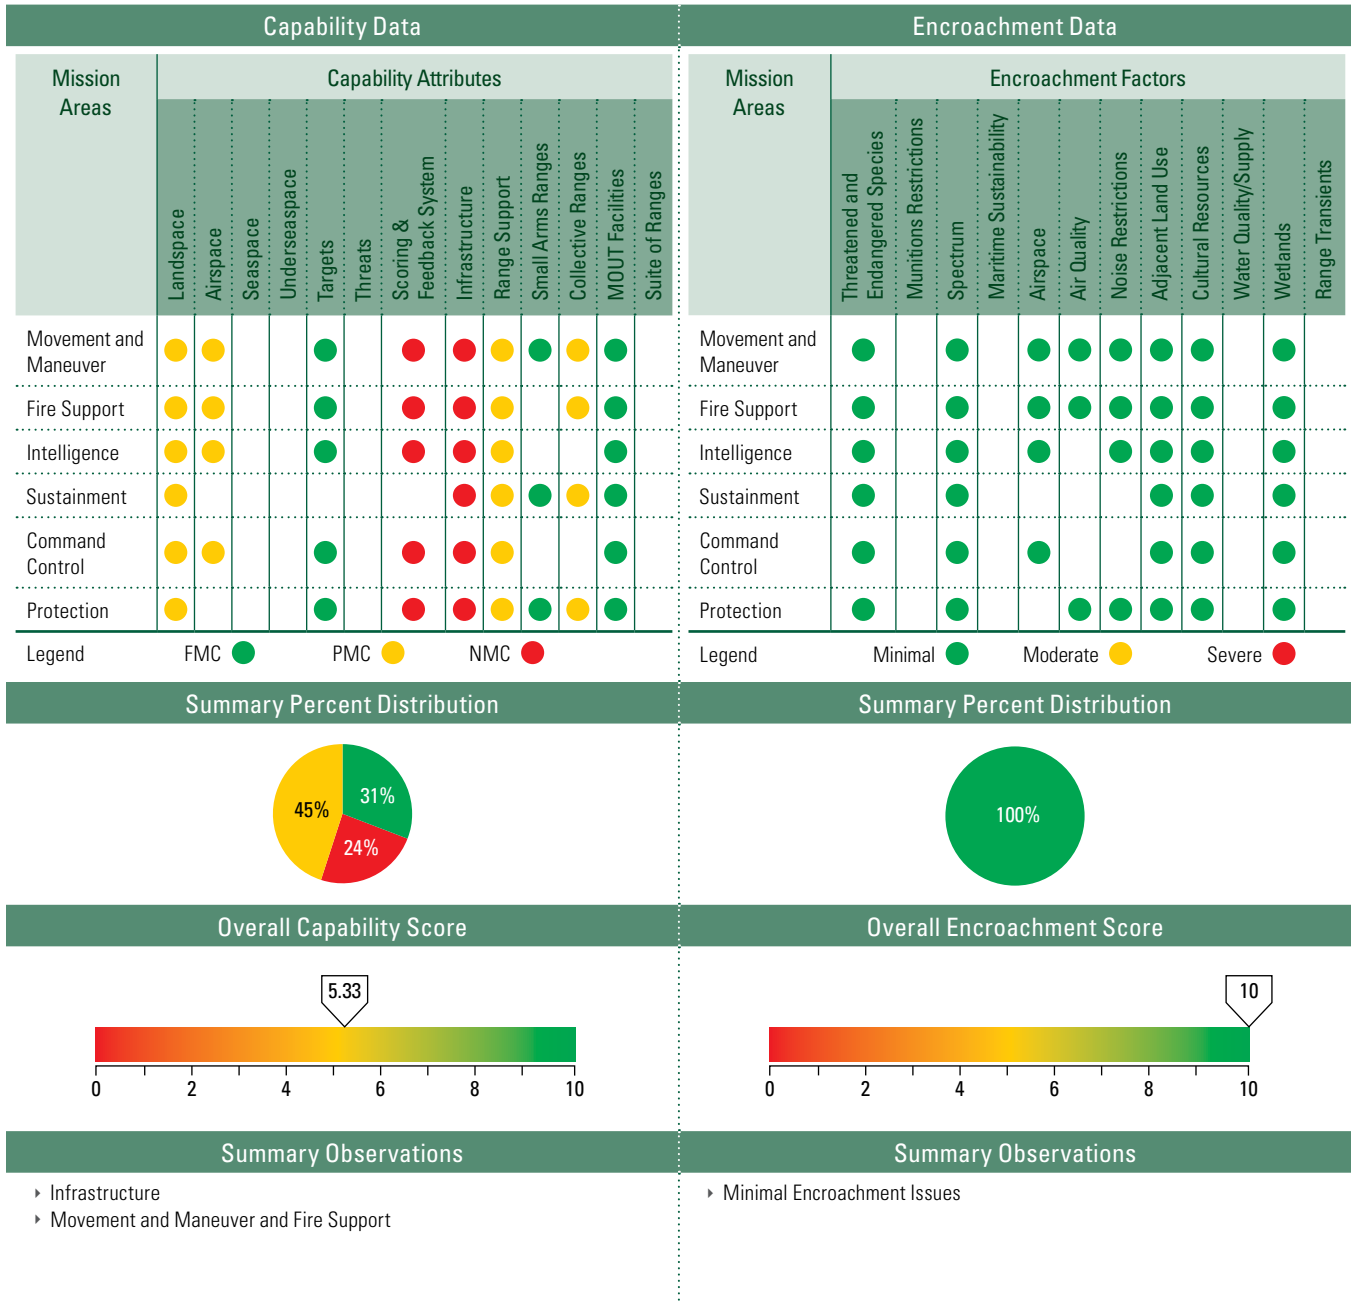 Capability Data
Mission
Areas
Capability Attributes
Landspace
Airspace
Seaspace
Underseaspace
Targets
Threats
Scoring &
Feedback System
Infrastructure
Range Support
Small Arms Ranges
Collective Ranges
MOUT Facilities
Suite of Ranges
Movement and
Maneuver
Fire Support
Intelligence
Sustainment
Command
Control
Protection
Legend FMC PMC NMC
Summary Percent Distribution
45%
31%
24%
Overall Capability Score
5.33
0 2 4 6 8 10
Summary Observations
‣ Infrastructure
‣ Movement and Maneuver and Fire Support
Encroachment Data
Mission
Areas
Encroachment Factors
Threatened and
Endangered Species
Munitions Restrictions
Spectrum
Maritime Sustainability
Airspace
Air Quality
Noise Restrictions
Adjacent Land Use
Cultural Resources
Water Quality/Supply
Wetlands
Range Transients
Movement and
Maneuver
Fire Support
Intelligence
Sustainment
Command
Control
Protection
Legend Minimal Moderate Severe
Summary Percent Distribution
100%
Overall Encroachment Score
10
0 2 4 6 8 10
Summary Observations
‣ Minimal Encroachment Issues